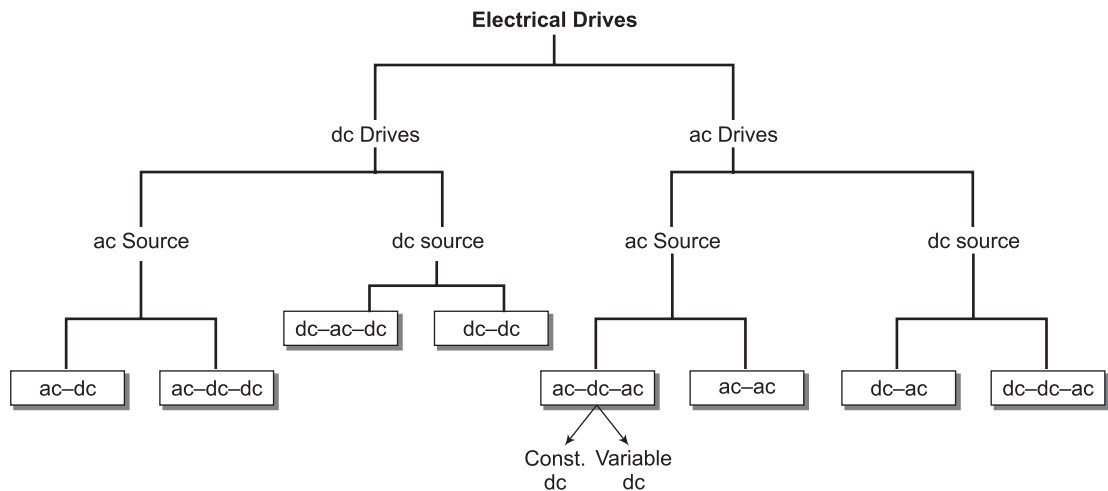 Electrical Drives
dc Drives
ac Drives
ac Source
dc source
ac Source
dc source
dc–ac–dc
dc–dc
ac–dc
ac–dc–dc
ac–dc–ac
ac–ac
dc–ac
dc–dc–ac
Const.
dc
Variable
dc